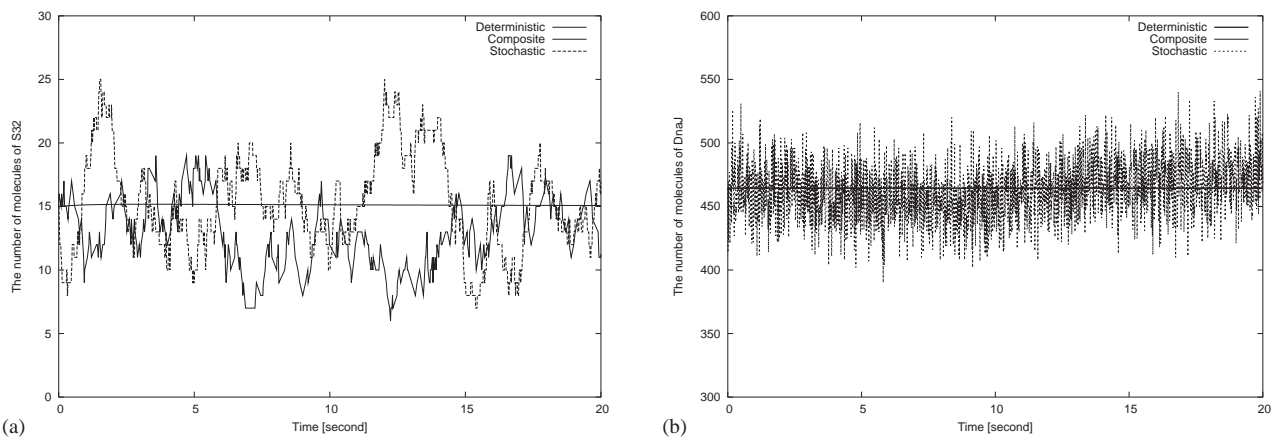 30
25
20
15
10
5
0
The number of molecules of S32
Deterministic
Composite
Stochastic
0 5 10 15 20
Time [second]
(a)
600
550
500
450
400
350
300
The number of molecules of DnaJ
Deterministic
Composite
Stochastic
0 5 10 15 20
Time [second]
(b)